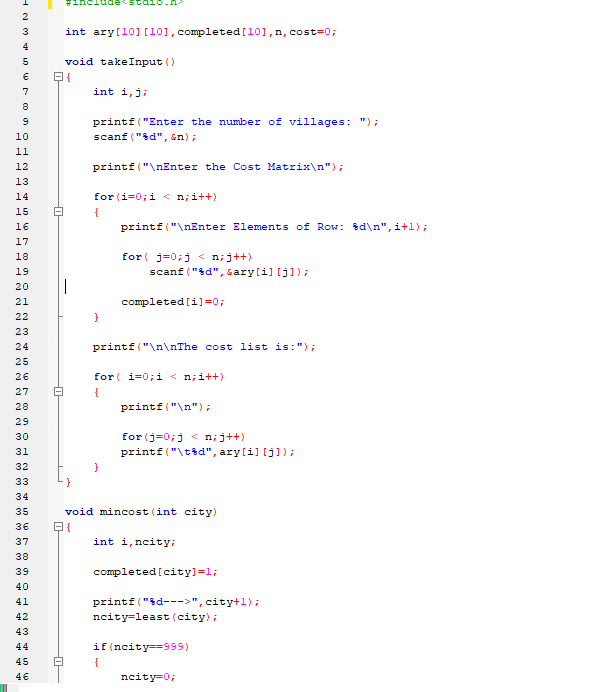 1 #include<stdio.h>
2
3 int ary[10][10],completed[10],n,cost=0;
4
5 void takeInput()
6 {
7 int i,j;
8
9 printf("Enter the number of villages: ");
10 scanf("%d",&n);
11
12 printf("\nEnter the Cost Matrix\n");
13
14 for(i=0;i < n;i++)
15 {
16 printf("\nEnter Elements of Row: %d\n",i+1);
17
18 for( j=0;j < n;j++)
19 scanf("%d",&ary[i][j]);
20
21 completed[i]=0;
22 }
23
24 printf("\n\nThe cost list is:");
25
26 for( i=0;i < n;i++)
27 {
28 printf("\n");
29
30 for(j=0;j < n;j++)
31 printf("\t%d",ary[i][j]);
32 }
33 }
34
35 void mincost(int city)
36 {
37 int i,ncity;
38
39 completed[city]=1;
40
41 printf("%d--->",city+1);
42 ncity=least(city);
43
44 if(ncity==999)
45 {
46 ncity=0;